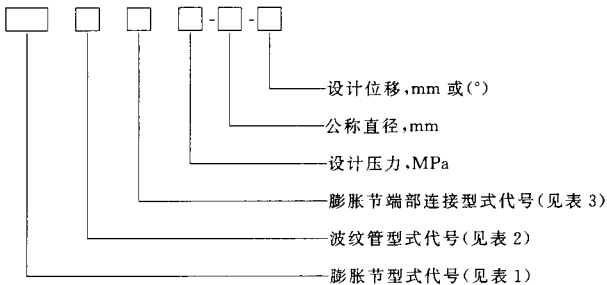 设计位移,mm 或(°)
公称直径,mm
设计压力,MPa
膨胀节端部连接型式代号(见表 3)
波纹管型式代号(见表 2)
膨胀节型式代号(见表 1)